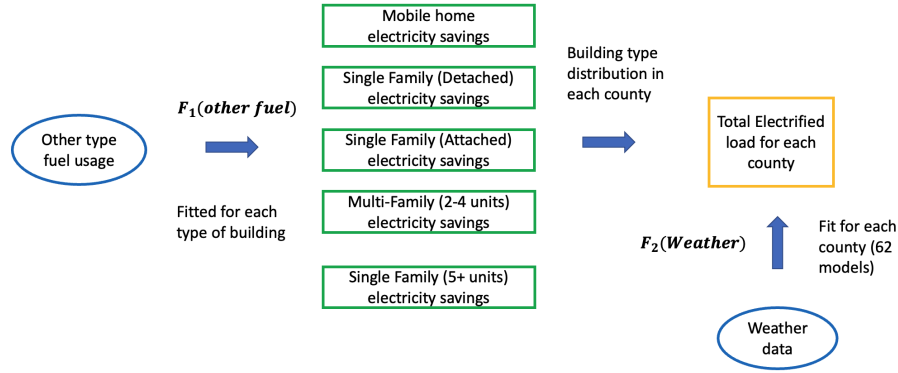 Other type
fuel usage
F₁(other fuel)
Fitted for each
type of building
Mobile home
electricity savings
Single Family (Detached)
electricity savings
Single Family (Attached)
electricity savings
Multi-Family (2-4 units)
electricity savings
Single Family (5+ units)
electricity savings
Building type
distribution in
each county
Total Electrified
load for each
county
F₂(Weather)
Fit for each
county (62
models)
Weather
data